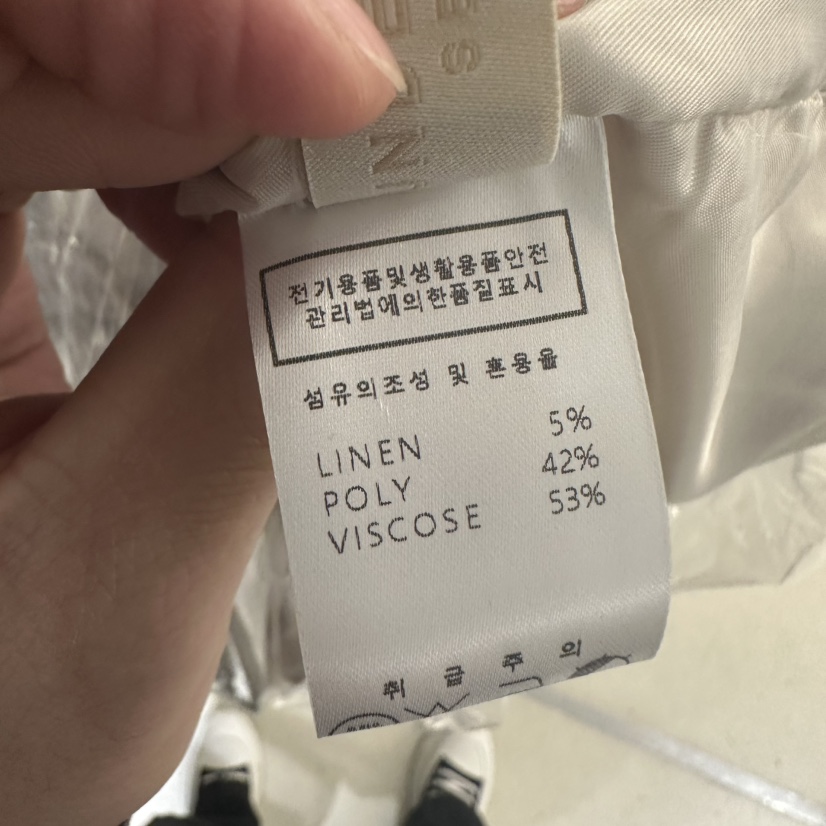 전기용품및생활용품안전
관리법에의한품질표시
섬유의조성 및 혼용율
LINEN 5%
POLY 42%
VISCOSE 53%
취 급 주 의